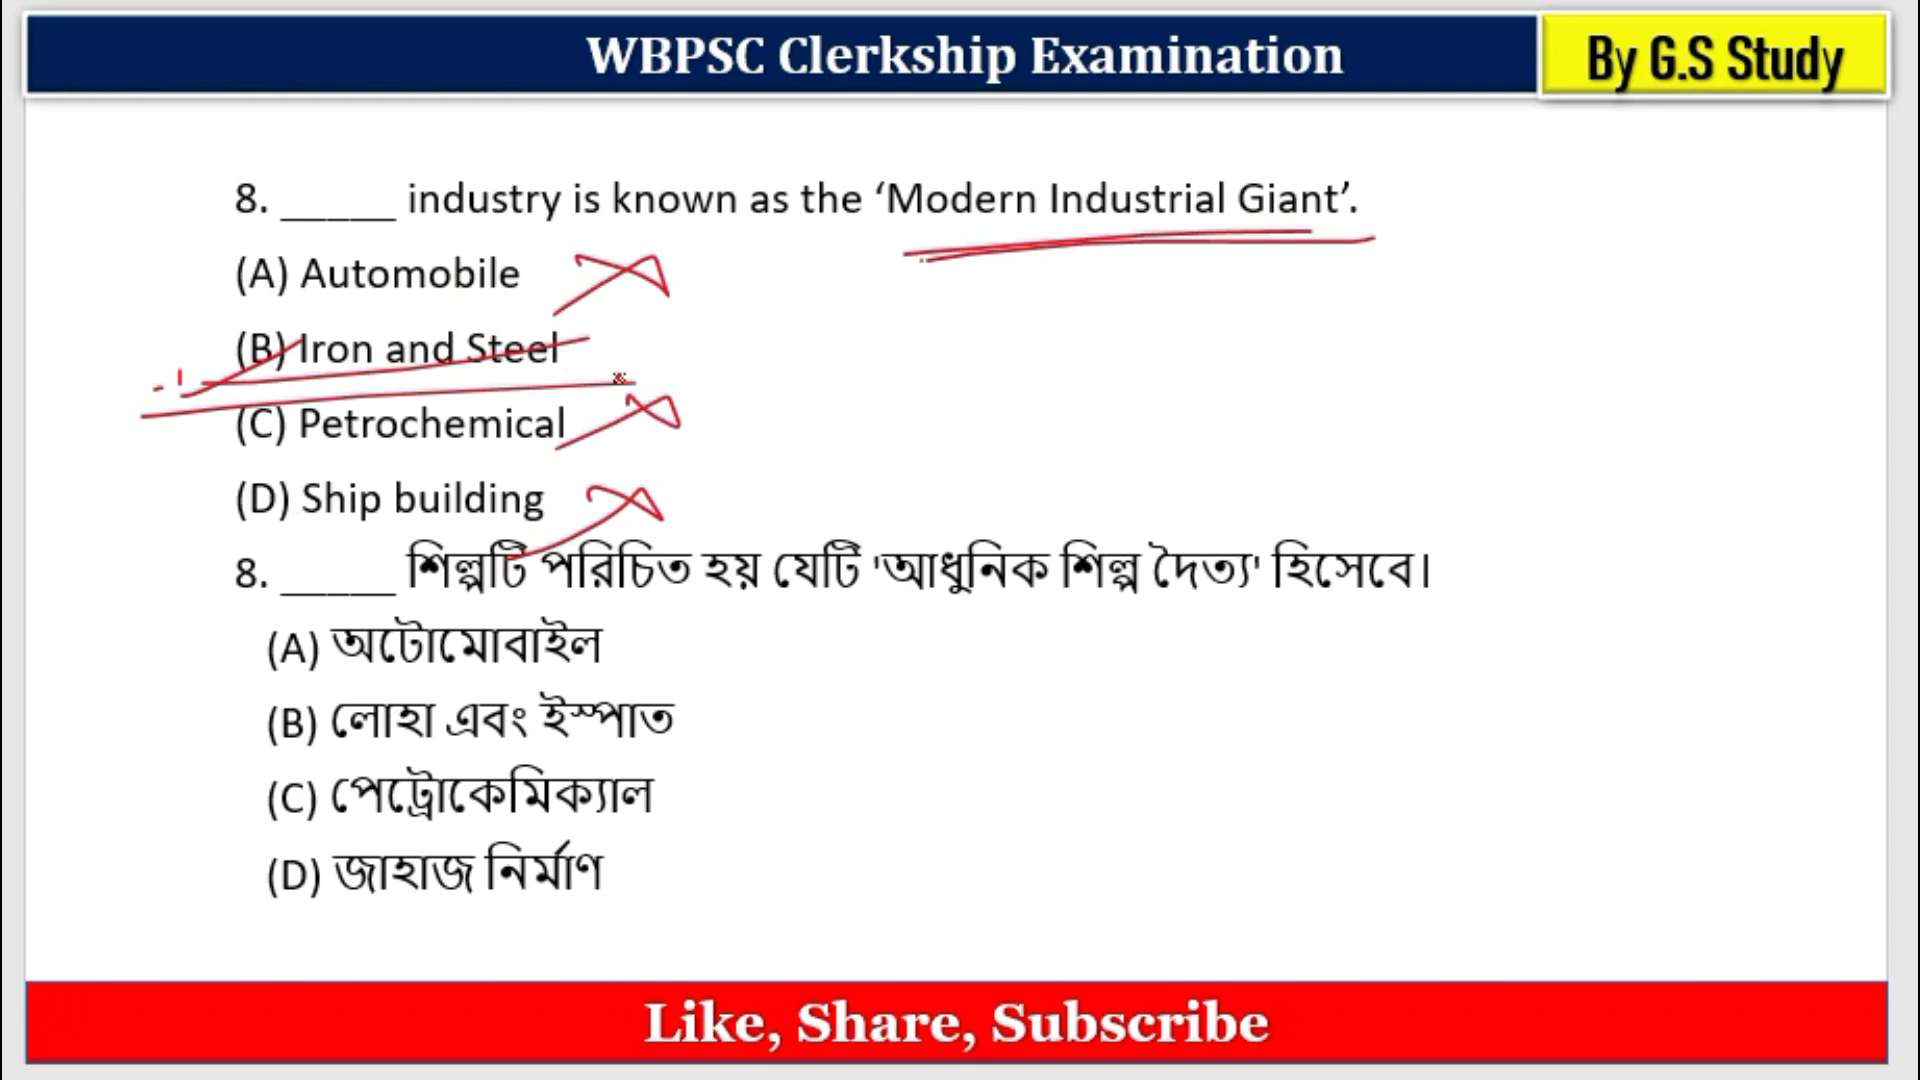 WBPSC Clerkship Examination
By G.S Study
8. _____ industry is known as the ‘Modern Industrial Giant’.
(A) Automobile
(B) Iron and Steel
(C) Petrochemical
(D) Ship building
8. _____ শিল্পটি পরিচিত হয় যেটি 'আধুনিক শিল্প দৈত্য' হিসেবে।
(A) অটোমোবাইল
(B) লোহা এবং ইস্পাত
(C) পেট্রোকেমিক্যাল
(D) জাহাজ নির্মাণ
Like, Share, Subscribe